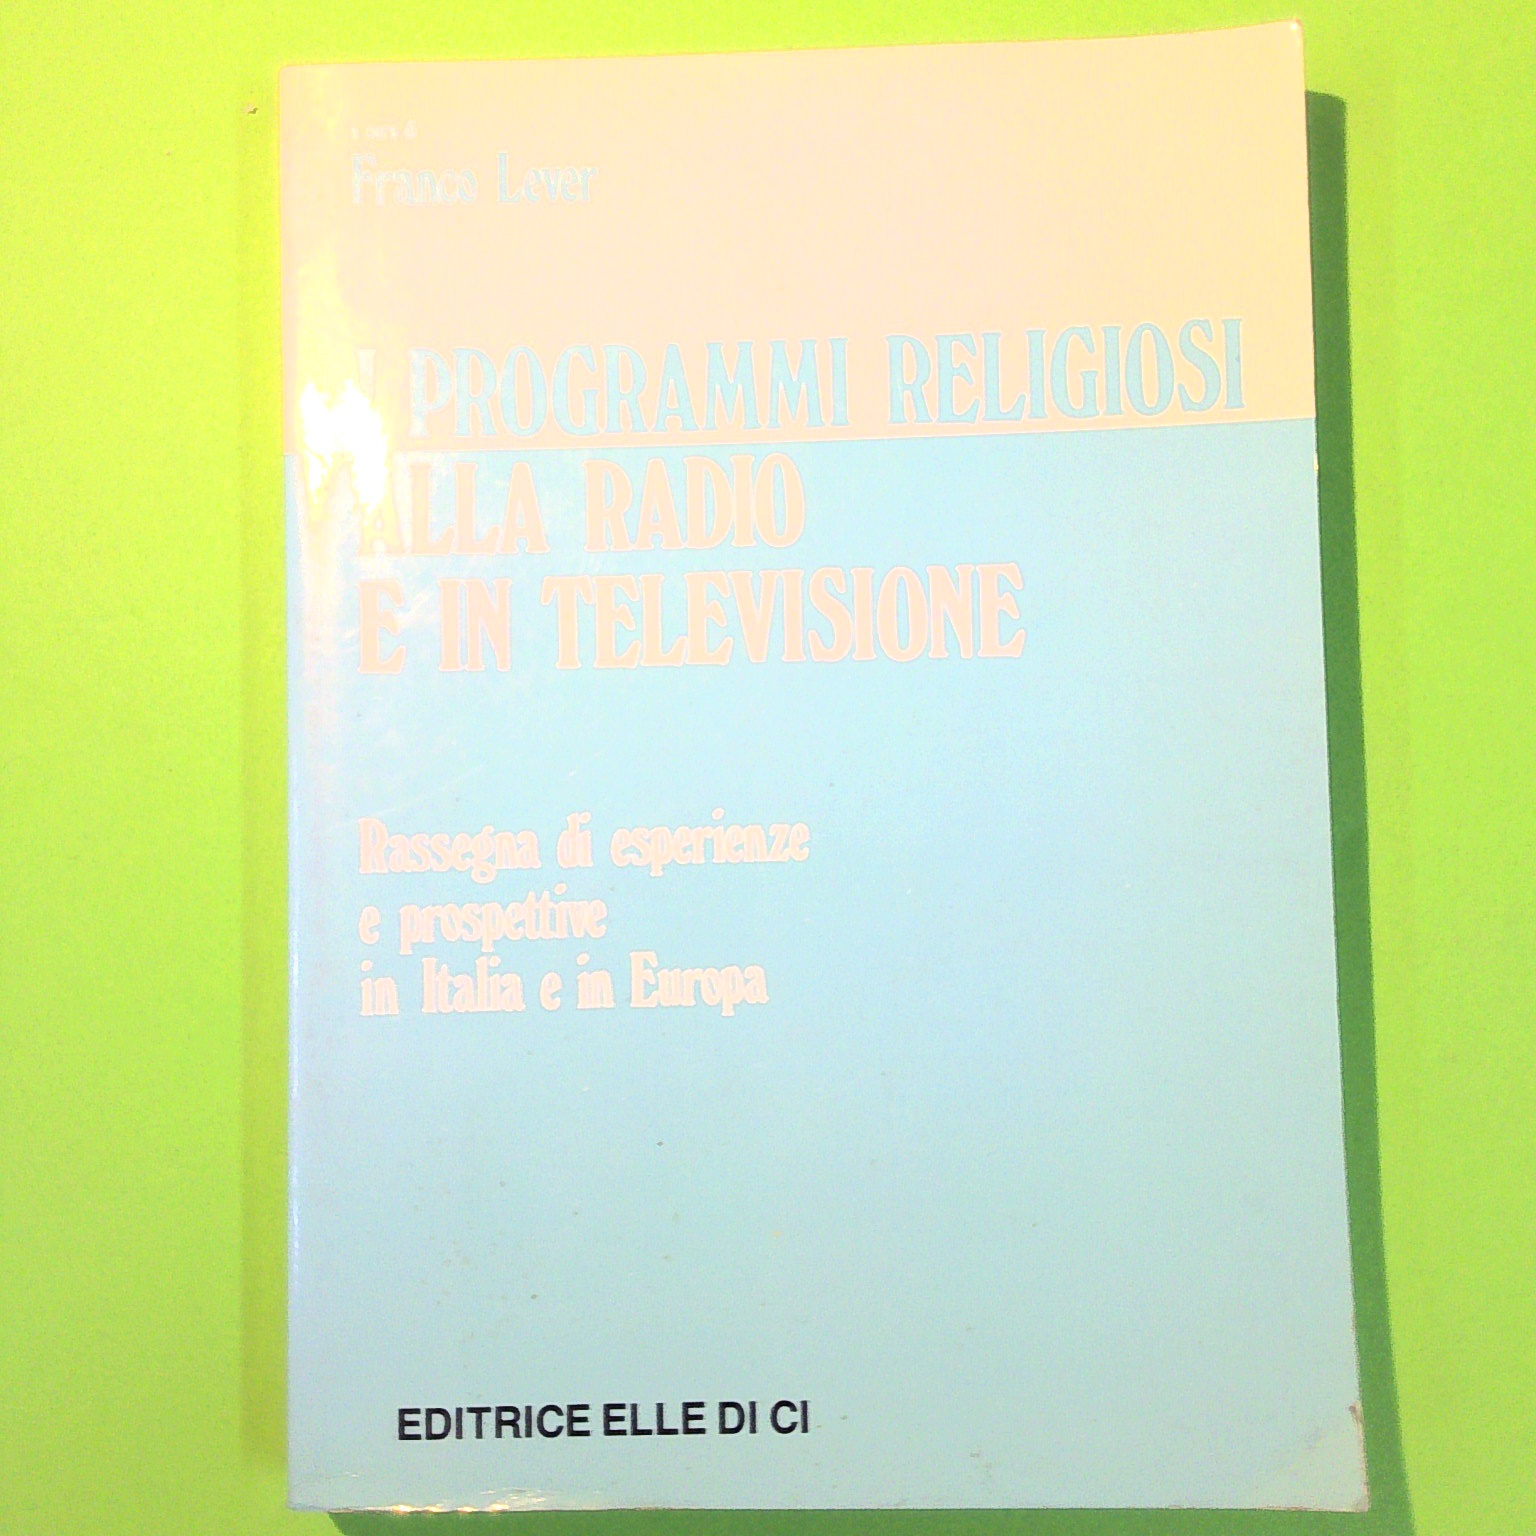 a cura di
Franco Lever
I PROGRAMMI RELIGIOSI
ALLA RADIO
E IN TELEVISIONE
Rassegna di esperienze
e prospettive
in Italia e in Europa
EDITRICE ELLE DI CI